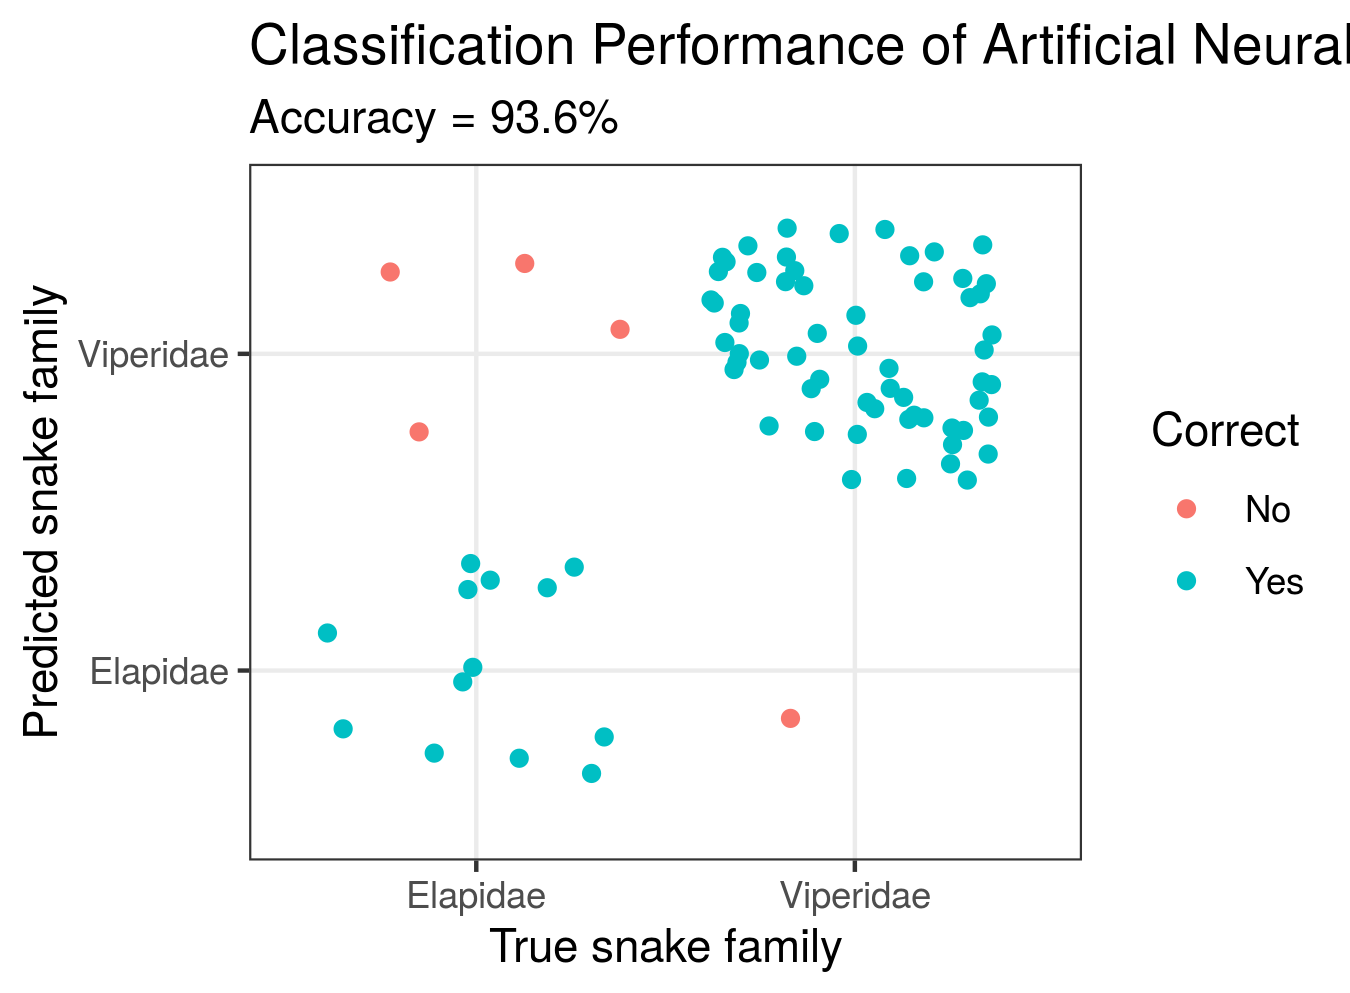 Classification Performance of Artificial Neural
Accuracy = 93.6%
Predicted snake family
Viperidae
Elapidae
Elapidae
Viperidae
True snake family
Correct
No
Yes